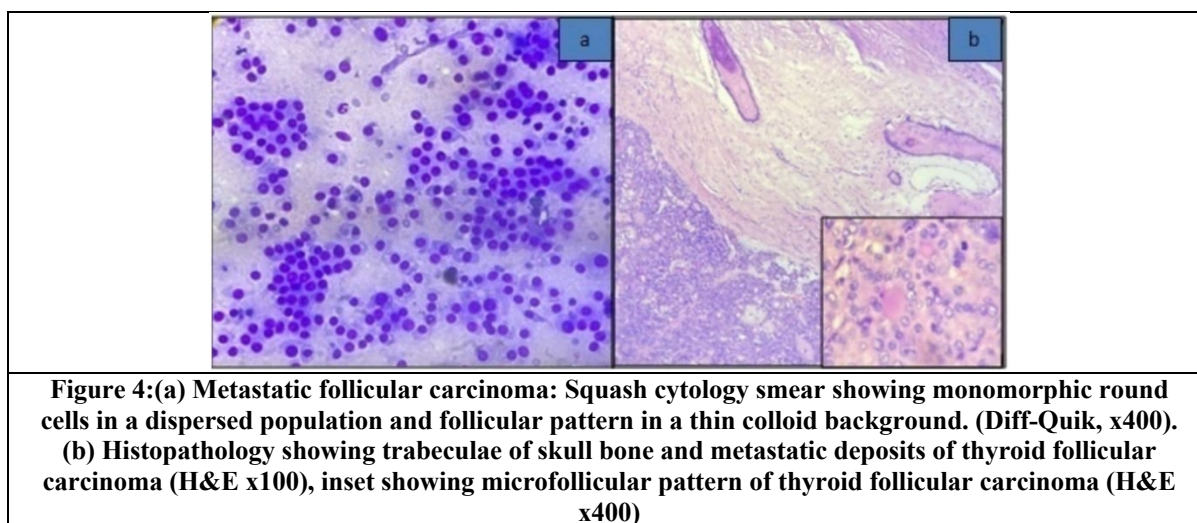 a
b
Figure 4:(a) Metastatic follicular carcinoma: Squash cytology smear showing monomorphic round
cells in a dispersed population and follicular pattern in a thin colloid background. (Diff-Quik, x400).
(b) Histopathology showing trabeculae of skull bone and metastatic deposits of thyroid follicular
carcinoma (H&E x100), inset showing microfollicular pattern of thyroid follicular carcinoma (H&E
x400)